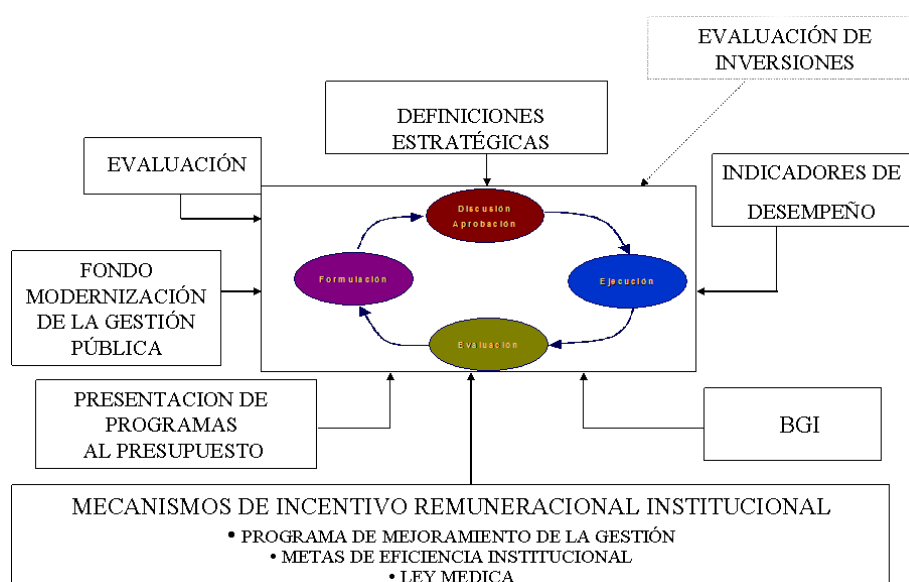 EVALUACIÓN DE
INVERSIONES
DEFINICIONES
ESTRATÉGICAS
EVALUACIÓN
INDICADORES DE
DESEMPEÑO
Discusión
Aprobación
Formulación
Ejecución
Evaluación
FONDO
MODERNIZACIÓN
DE LA GESTIÓN
PÚBLICA
PRESENTACION DE
PROGRAMAS
AL PRESUPUESTO
BGI
MECANISMOS DE INCENTIVO REMUNERACIONAL INSTITUCIONAL
• PROGRAMA DE MEJORAMIENTO DE LA GESTIÓN
• METAS DE EFICIENCIA INSTITUCIONAL
• LEY MEDICA